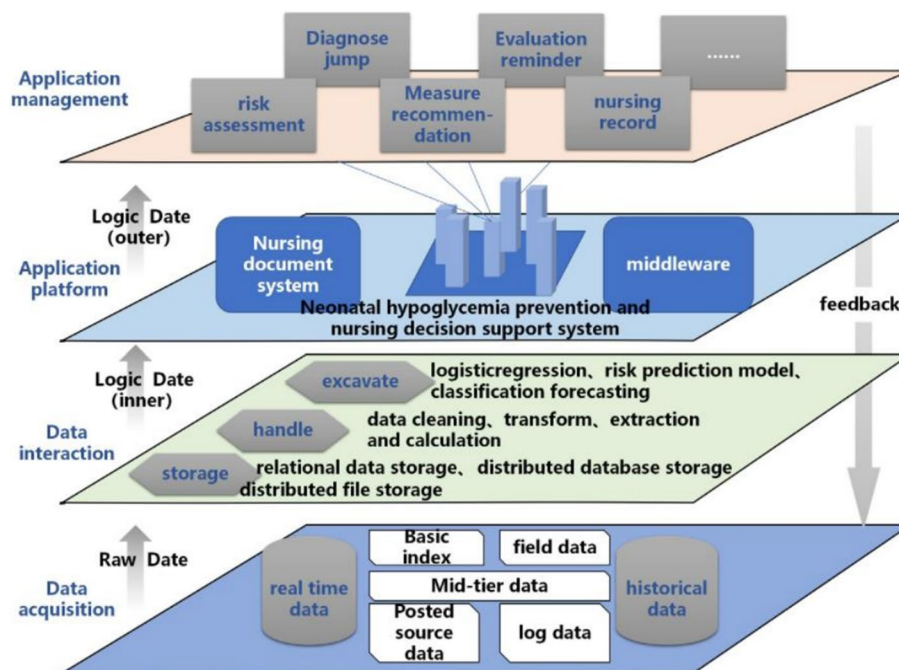 Diagnose
jump
Evaluation
reminder
......
Application
management
risk
assessment
Measure
recommen-
dation
nursing
record
Logic Date
(outer)
Application
platform
Nursing
document
system
middleware
Neonatal hypoglycemia prevention and
nursing decision support system
feedback
Logic Date
(inner)
excavate
logisticregression、risk prediction model、
classification forecasting
Data
interaction
handle
data cleaning、transform、extraction
and calculation
storage
relational data storage、distributed database storage
distributed file storage
Raw Date
Data
acquisition
real time
data
Basic
index
field data
Mid-tier data
Posted
source
data
log data
historical
data